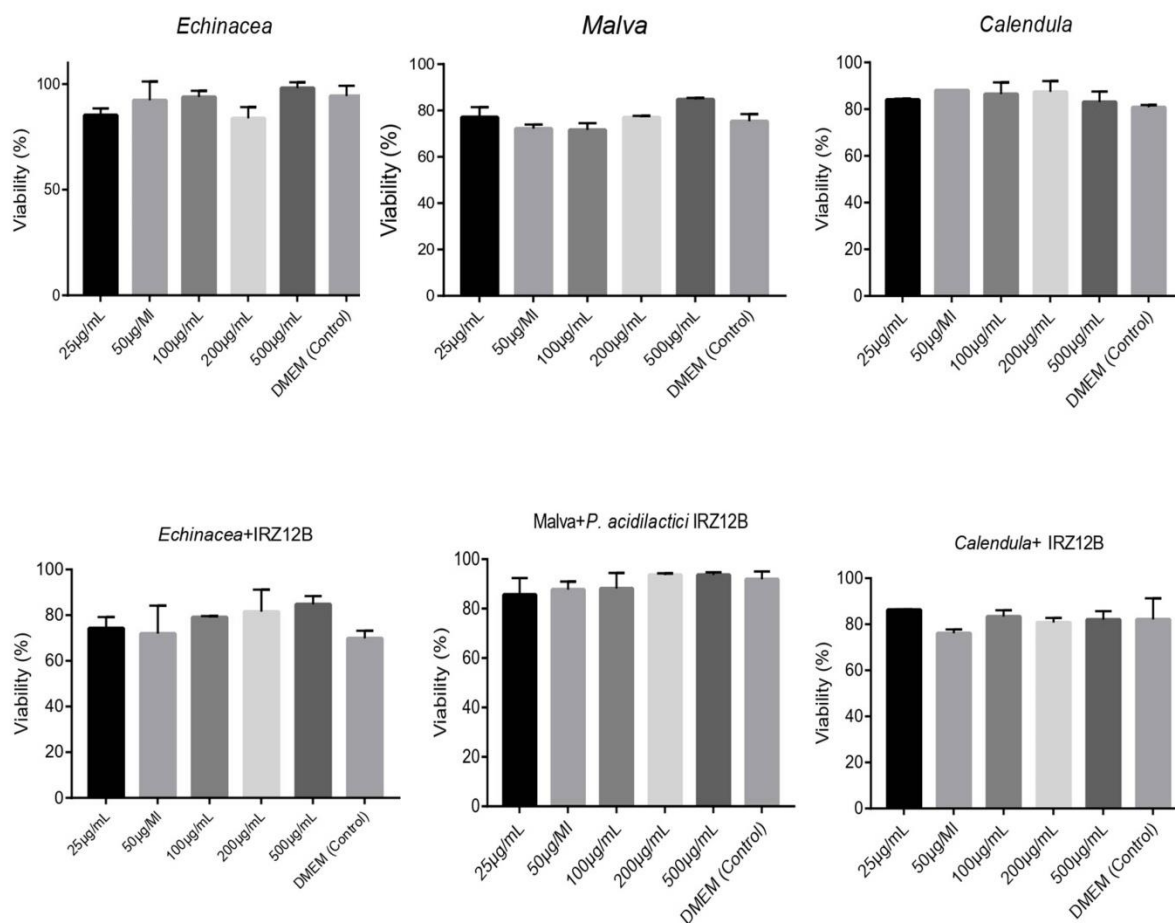 Echinacea
Viability (%)
100
50
0
25µg/mL
50µg/Ml
100µg/mL
200µg/mL
500µg/mL
DMEM (Control)
Malva
Viability (%)
100
80
60
40
20
0
25µg/mL
50µg/Ml
100µg/mL
200µg/mL
500µg/mL
DMEM (Control)
Calendula
Viability (%)
100
80
60
40
20
0
25µg/mL
50µg/Ml
100µg/mL
200µg/mL
500µg/mL
DMEM (Control)
Echinacea+IRZ12B
Viability (%)
100
80
60
40
20
0
25µg/mL
50µg/Ml
100µg/mL
200µg/mL
500µg/mL
DMEM (Control)
Malva+P. acidilactici IRZ12B
Viability (%)
100
80
60
40
20
0
25µg/mL
50µg/Ml
100µg/mL
200µg/mL
500µg/mL
DMEM (Control)
Calendula+ IRZ12B
Viability (%)
100
80
60
40
20
0
25µg/mL
50µg/Ml
100µg/mL
200µg/mL
500µg/mL
DMEM (Control)